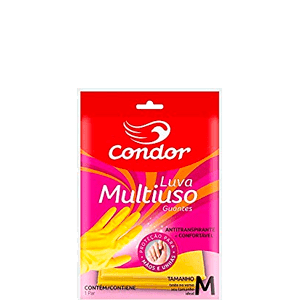 condor
Luva
Multiuso
Guantes
ANTITRANSPIRANTE
+ CONFORTÁVEL
PROTEÇÃO PARA
MÃOS E UNHAS
TAMANHO
M
CONTÉM/CONTIENE
1 Par